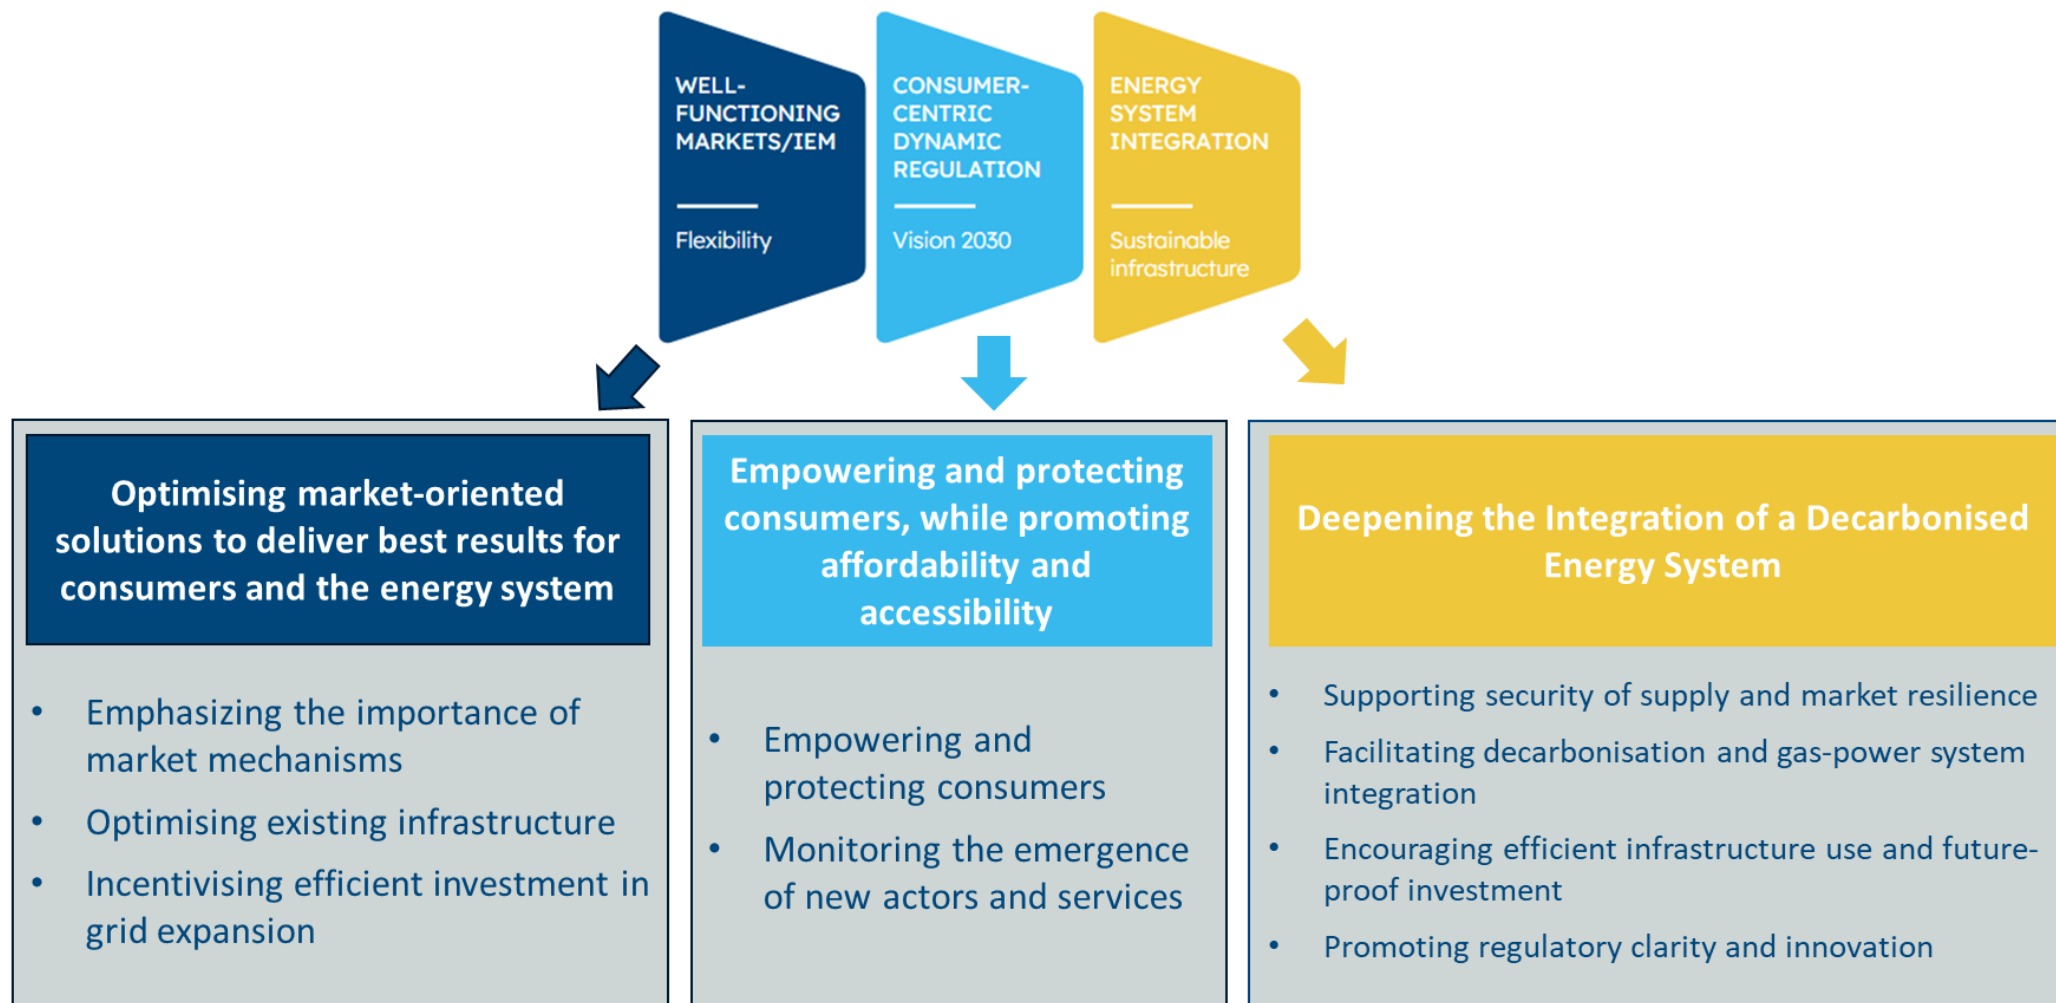 WELL-
FUNCTIONING
MARKETS/IEM
Flexibility
CONSUMER-
CENTRIC
DYNAMIC
REGULATION
Vision 2030
ENERGY
SYSTEM
INTEGRATION
Sustainable
infrastructure
Optimising market-oriented
solutions to deliver best results for
consumers and the energy system
• Emphasizing the importance of
market mechanisms
• Optimising existing infrastructure
• Incentivising efficient investment in
grid expansion
Empowering and protecting
consumers, while promoting
affordability and
accessibility
• Empowering and
protecting consumers
• Monitoring the emergence
of new actors and services
Deepening the Integration of a Decarbonised
Energy System
• Supporting security of supply and market resilience
• Facilitating decarbonisation and gas-power system
integration
• Encouraging efficient infrastructure use and future-
proof investment
• Promoting regulatory clarity and innovation